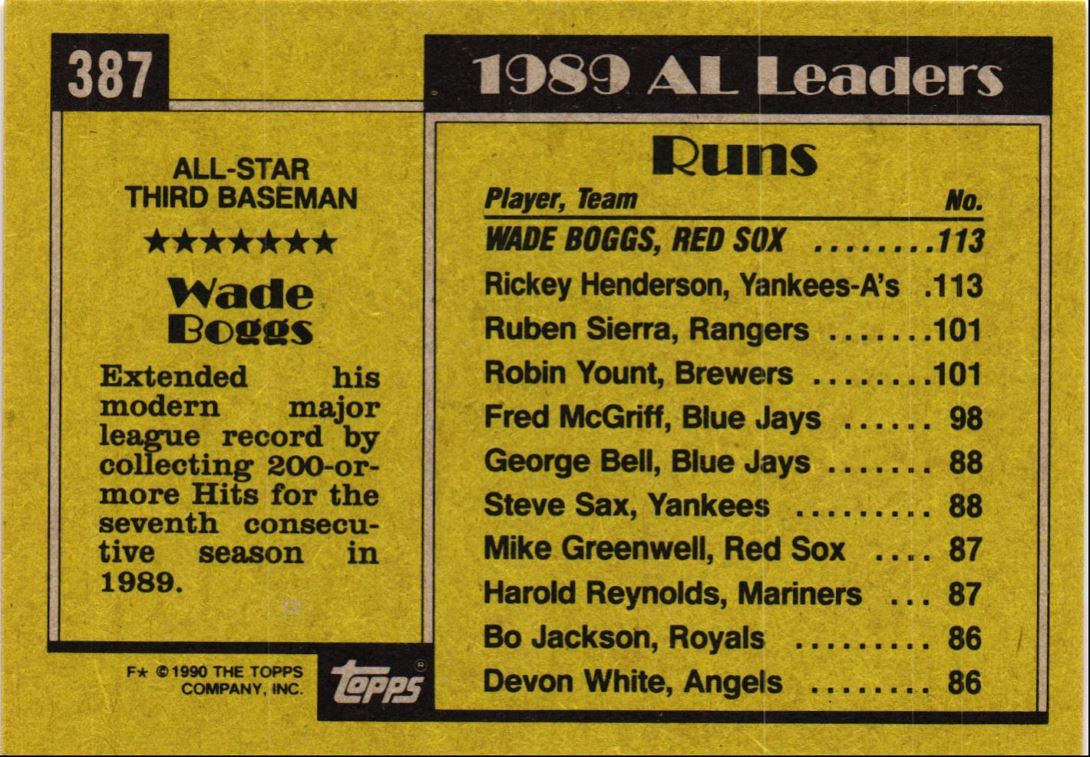 387
1989 AL Leaders
ALL-STAR
THIRD BASEMAN
★★★★★★★
Wade
Boggs
Extended his
modern major
league record by
collecting 200-or-
more Hits for the
seventh consecu-
tive season in
1989.
Runs
Player, Team No.
WADE BOGGS, RED SOX ........113
Rickey Henderson, Yankees-A's .113
Ruben Sierra, Rangers .......101
Robin Yount, Brewers ........101
Fred McGriff, Blue Jays ...... 98
George Bell, Blue Jays ....... 88
Steve Sax, Yankees ......... 88
Mike Greenwell, Red Sox .... 87
Harold Reynolds, Mariners ... 87
Bo Jackson, Royals ......... 86
Devon White, Angels ........ 86
F★ ©1990 THE TOPPS
COMPANY, INC.
topps®